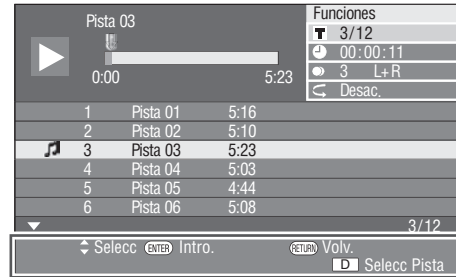 Pista 03
0:00 5:23
Funciones
T 3/12
00:00:11
3 L+R
Desac.
1 Pista 01 5:16
2 Pista 02 5:10
3 Pista 03 5:23
4 Pista 04 5:03
5 Pista 05 4:44
6 Pista 06 5:08
3/12
Selecc ENTER Intro. RETURN Volv.
D Selecc Pista